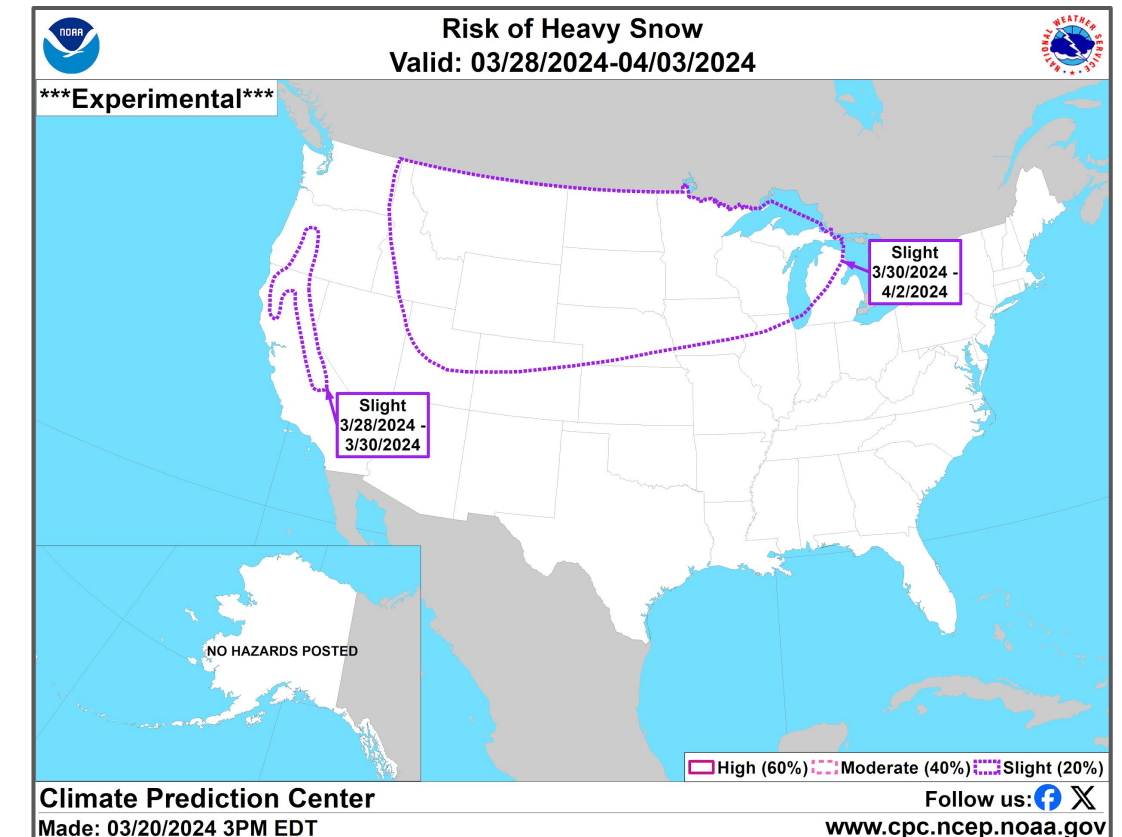 NOAA
Risk of Heavy Snow
Valid: 03/28/2024-04/03/2024
NATIONAL WEATHER SERVICE
***Experimental***
Slight
3/30/2024 -
4/2/2024
Slight
3/28/2024 -
3/30/2024
NO HAZARDS POSTED
High (60%) Moderate (40%) Slight (20%)
Climate Prediction Center
Follow us:
Made: 03/20/2024 3PM EDT
www.cpc.ncep.noaa.gov